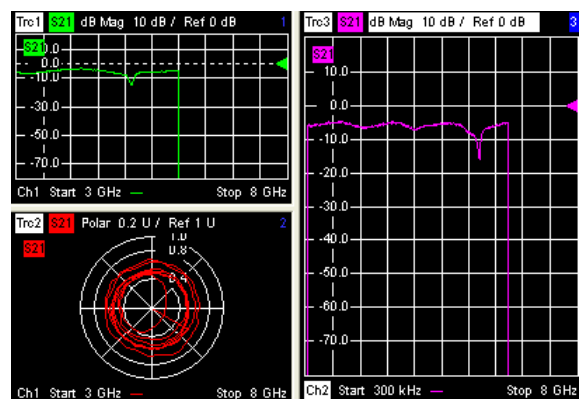 Trc1 S21 dB Mag 10 dB / Ref 0 dB 1
S21
0.0
-10.0
-30.0
-50.0
-70.0
Ch1 Start 3 GHz — Stop 8 GHz
Trc2 S21 Polar 0.2 U / Ref 1 U 2
S21
1.0
0.8
0.4
Ch1 Start 3 GHz — Stop 8 GHz
Trc3 S21 dB Mag 10 dB / Ref 0 dB 3
S21
10.0
0.0
-10.0
-20.0
-30.0
-40.0
-50.0
-60.0
-70.0
Ch2 Start 300 kHz — Stop 8 GHz